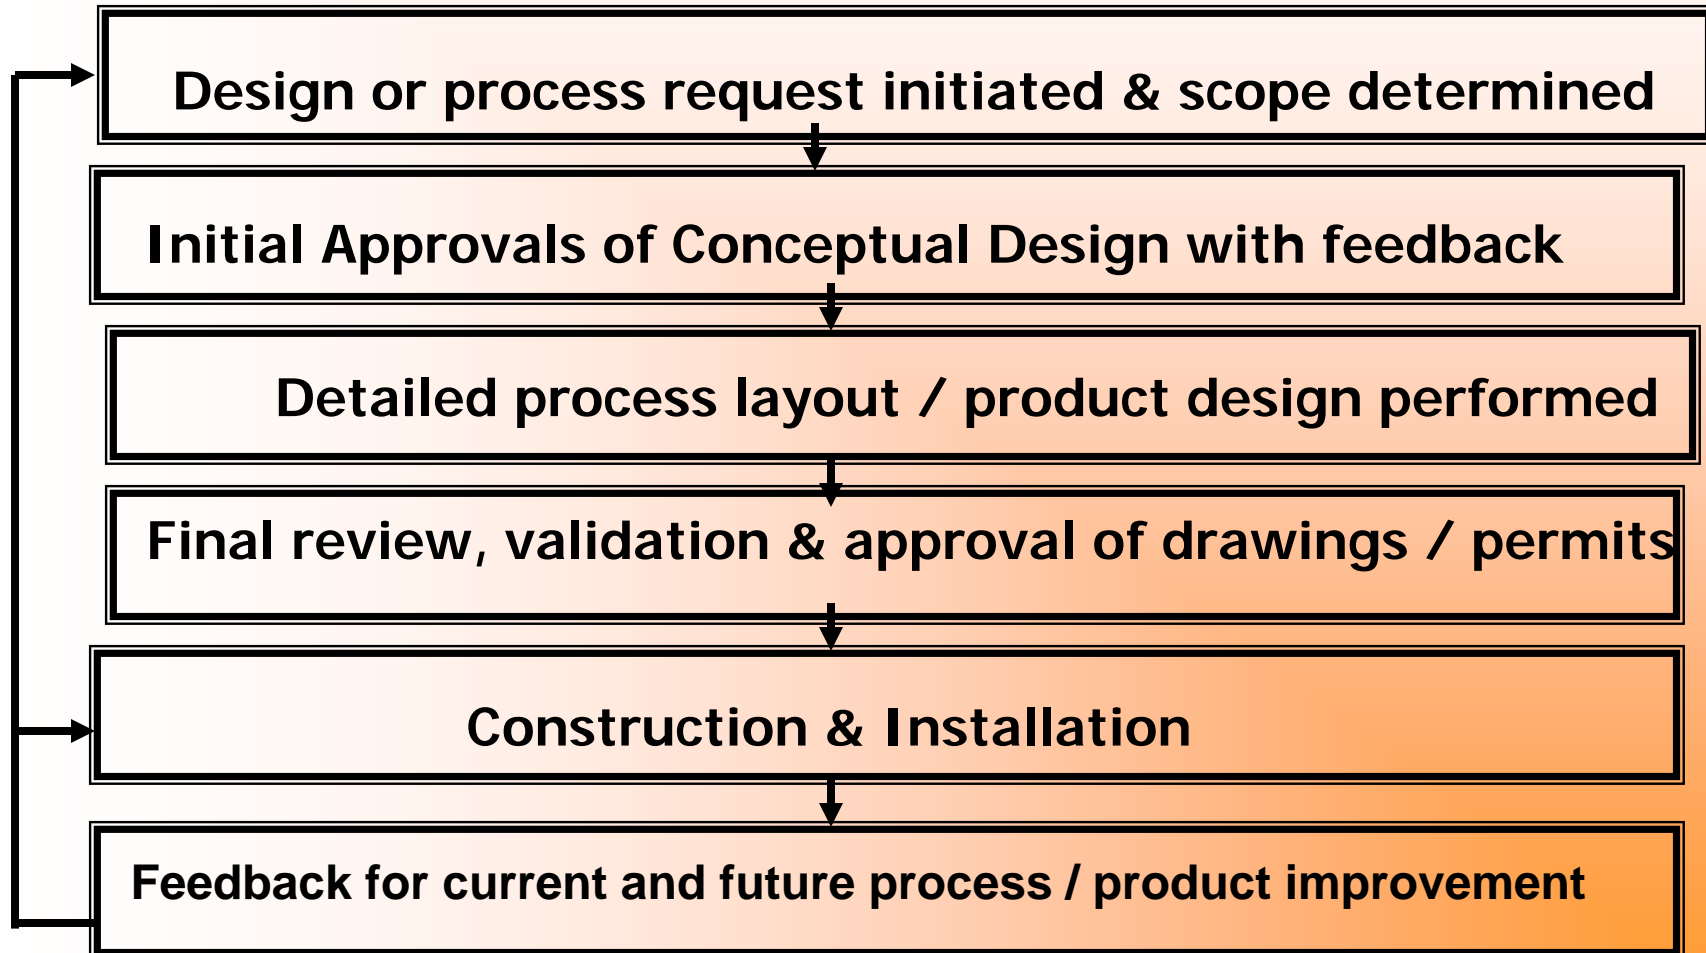 Design or process request initiated & scope determined
Initial Approvals of Conceptual Design with feedback
Detailed process layout / product design performed
Final review, validation & approval of drawings / permits
Construction & Installation
Feedback for current and future process / product improvement